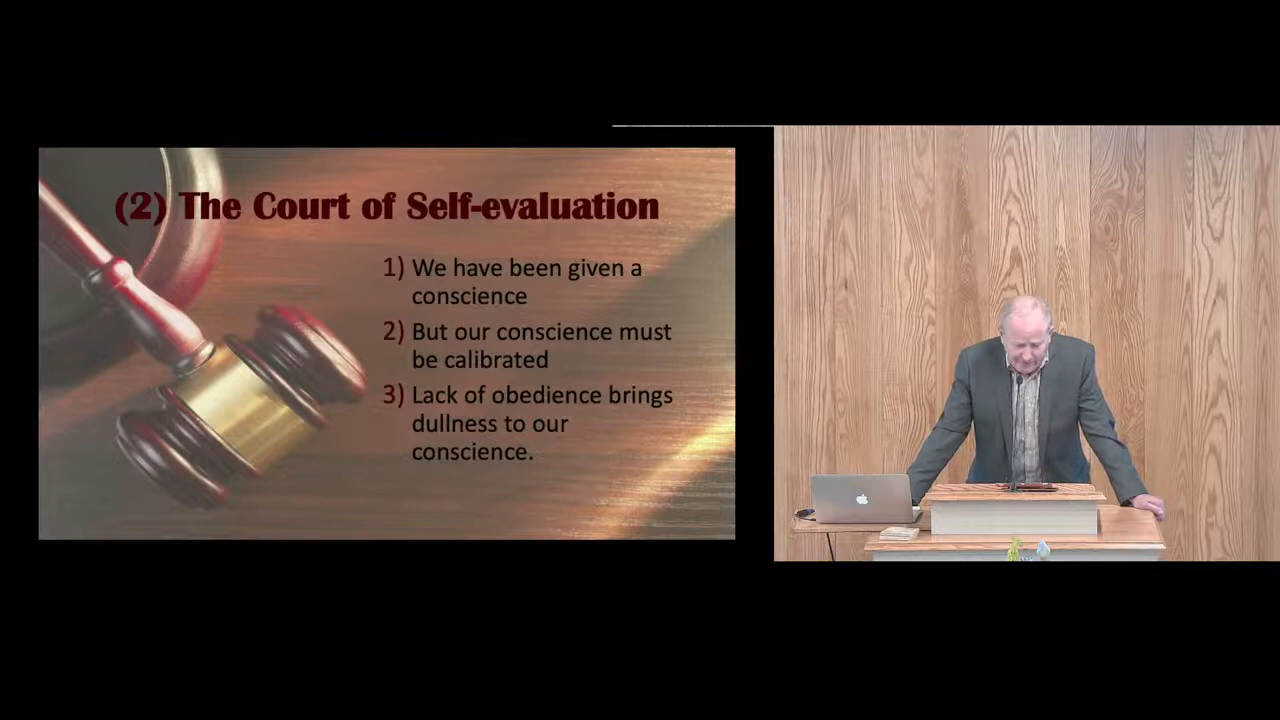 (2) The Court of Self-evaluation
1) We have been given a
conscience
2) But our conscience must
be calibrated
3) Lack of obedience brings
dullness to our
conscience.